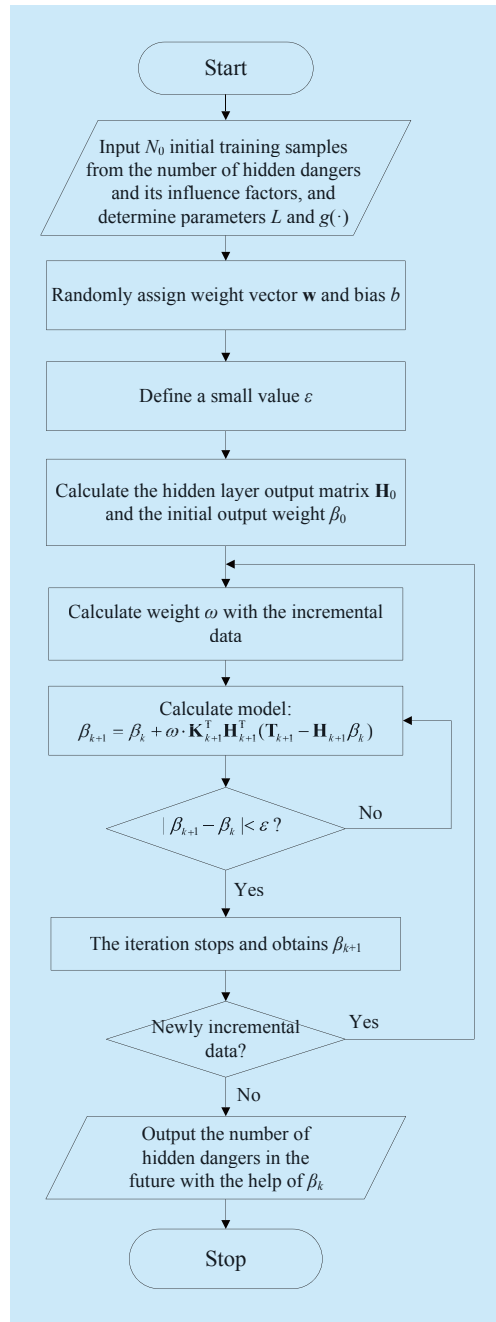 Start
Input N₀ initial training samples
from the number of hidden dangers
and its influence factors, and
determine parameters L and g(·)
Randomly assign weight vector w and bias b
Define a small value ε
Calculate the hidden layer output matrix H₀
and the initial output weight β₀
Calculate weight ω with the incremental
data
Calculate model:
βₖ₊₁ = βₖ + ω · Kᵀₖ₊₁Hᵀₖ₊₁(Tₖ₊₁ − Hₖ₊₁βₖ)
| βₖ₊₁ − βₖ |< ε ?
No
Yes
The iteration stops and obtains βₖ₊₁
Newly incremental
data?
Yes
No
Output the number of
hidden dangers in the
future with the help of βₖ
Stop